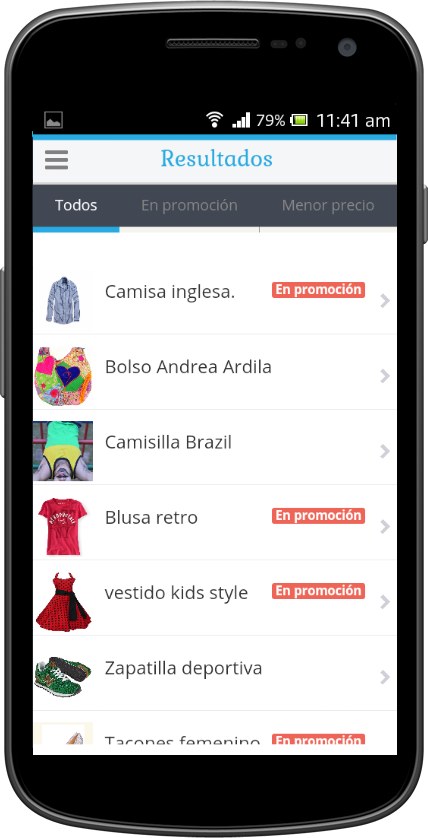 79% 11:41 am
Resultados
Todos En promoción Menor precio
Camisa inglesa. En promoción
Bolso Andrea Ardila
Camisilla Brazil
Blusa retro En promoción
vestido kids style En promoción
Zapatilla deportiva
Tacones femenino En promoción